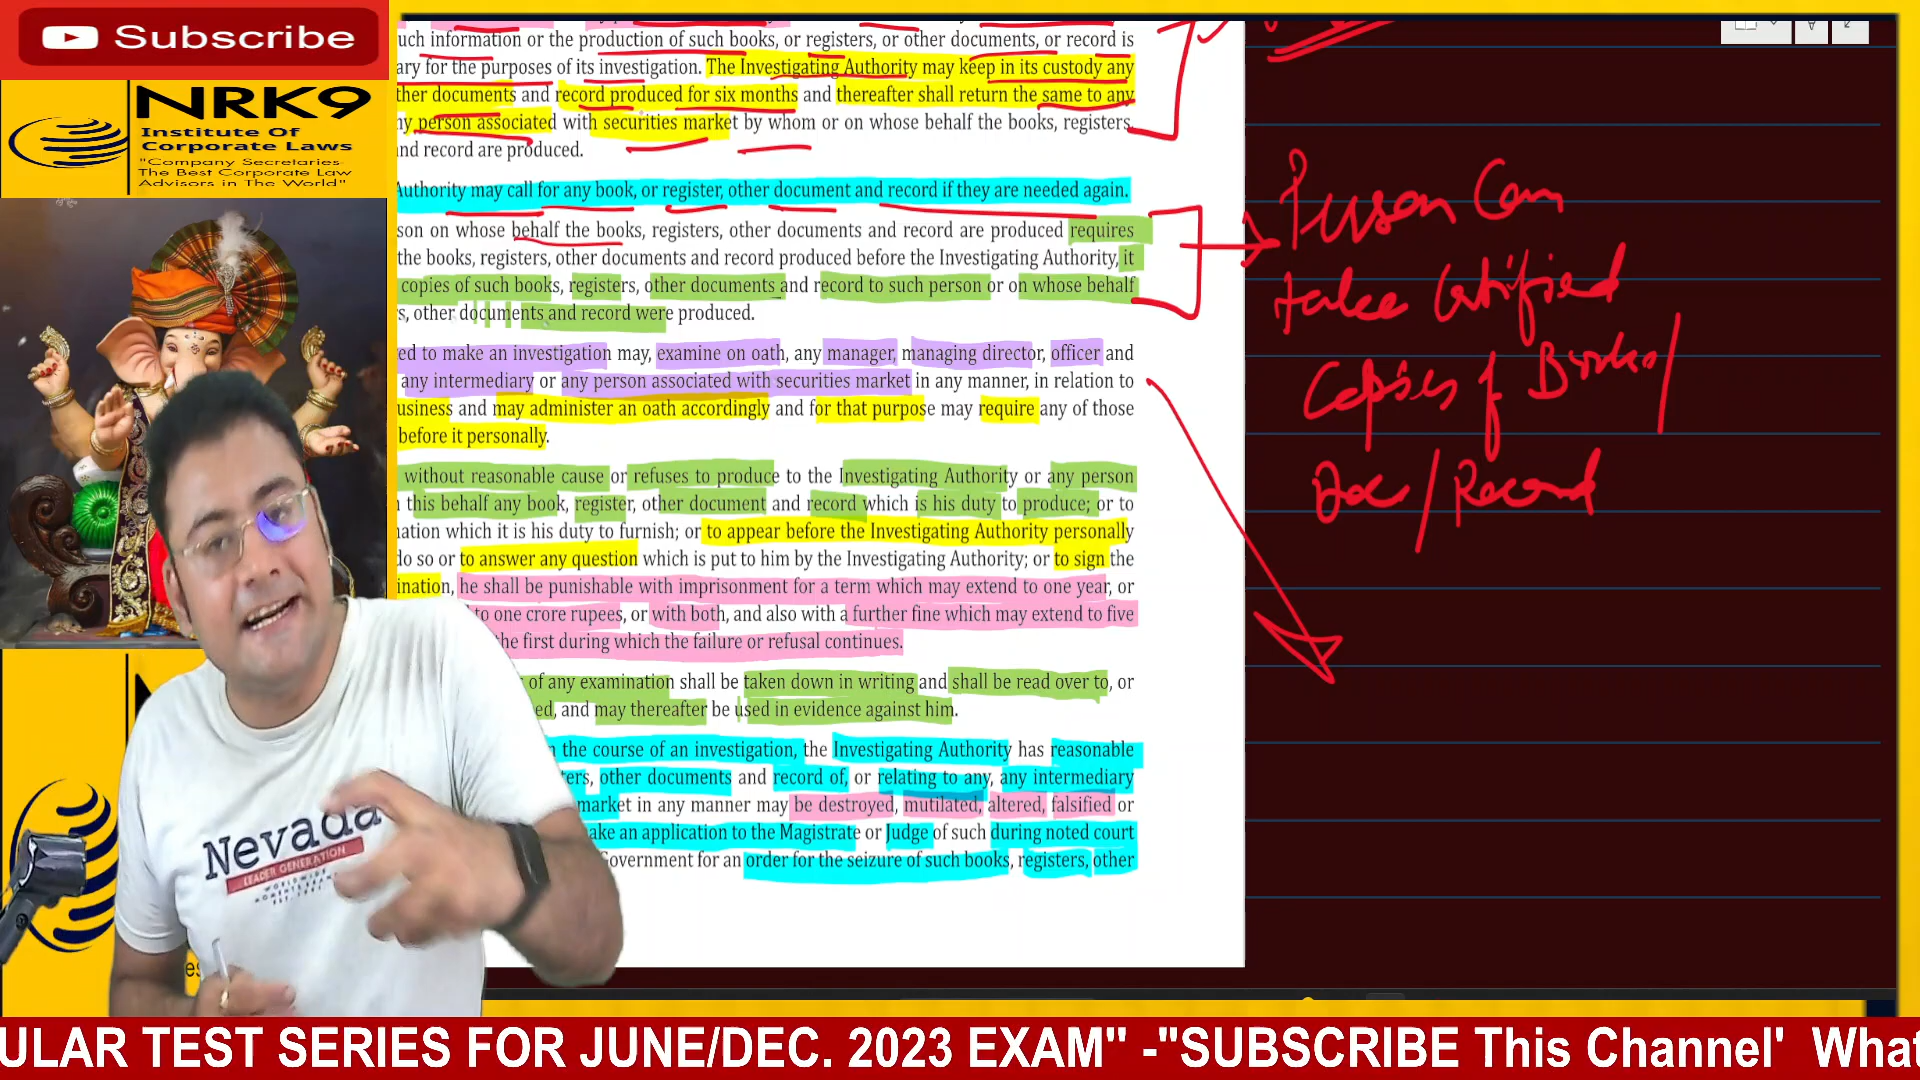 Subscribe
NRK9
Institute Of
Corporate Laws
"Company Secretaries-
The Best Corporate Law
Advisors in The World"
uch information or the production of such books, or registers, or other documents, or record is
ary for the purposes of its investigation. The Investigating Authority may keep in its custody any
ther documents and record produced for six months and thereafter shall return the same to any
ny person associated with securities market by whom or on whose behalf the books, registers,
and record are produced.
Authority may call for any book, or register, other document and record if they are needed again.
son on whose behalf the books, registers, other documents and record are produced requires
the books, registers, other documents and record produced before the Investigating Authority, it
copies of such books, registers, other documents and record to such person or on whose behalf
s, other documents and record were produced.
ed to make an investigation may, examine on oath, any manager, managing director, officer and
any intermediary or any person associated with securities market in any manner, in relation to
usiness and may administer an oath accordingly and for that purpose may require any of those
before it personally.
without reasonable cause or refuses to produce to the Investigating Authority or any person
n this behalf any book, register, other document and record which is his duty to produce; or to
nation which it is his duty to furnish; or to appear before the Investigating Authority personally
do so or to answer any question which is put to him by the Investigating Authority; or to sign the
ination, he shall be punishable with imprisonment for a term which may extend to one year, or
to one crore rupees, or with both, and also with a further fine which may extend to five
he first during which the failure or refusal continues.
of any examination shall be taken down in writing and shall be read over to, or
ed, and may thereafter be used in evidence against him.
n the course of an investigation, the Investigating Authority has reasonable
ters, other documents and record of, or relating to any, any intermediary
market in any manner may be destroyed, mutilated, altered, falsified or
ake an application to the Magistrate or Judge of such during noted court
Government for an order for the seizure of such books, registers, other
Person Can
take Certified
Copies of Books/
Doc/Record
Nevada
LEADER GENERATION
ULAR TEST SERIES FOR JUNE/DEC. 2023 EXAM" -"SUBSCRIBE This Channel' What